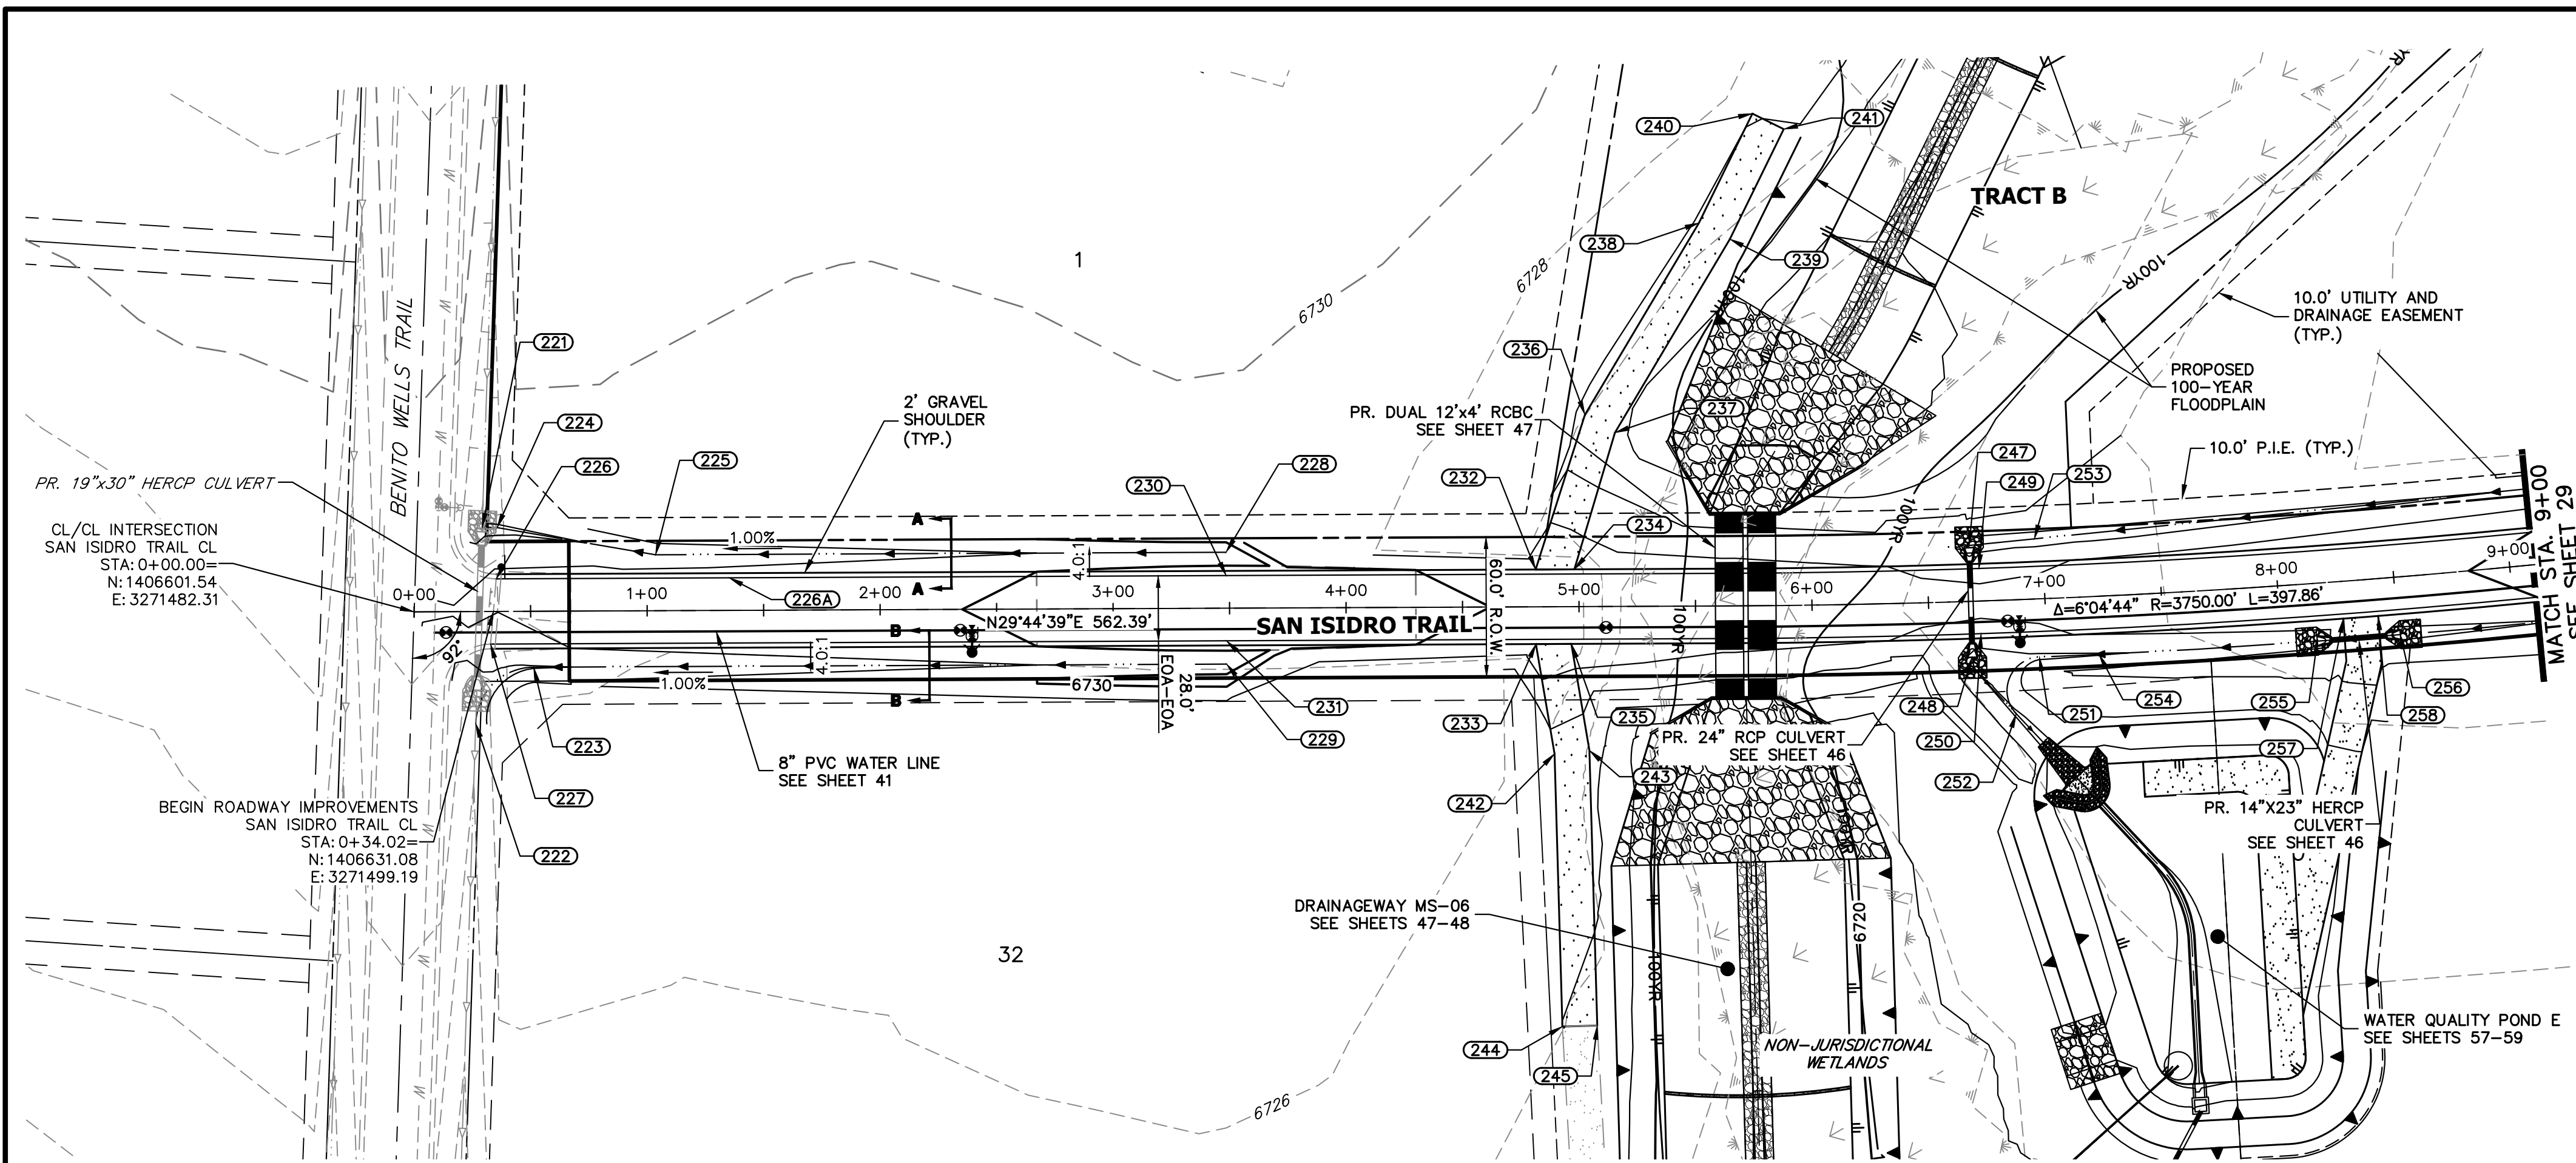 240
241
TRACT B
238
239
1
6728
6730
100YR
YR
100YR
10.0' UTILITY AND
DRAINAGE EASEMENT
(TYP.)
BENITO WELLS TRAIL
221
236
237
PROPOSED
100-YEAR
FLOODPLAIN
2' GRAVEL
SHOULDER
(TYP.)
PR. DUAL 12'x4' RCBC
SEE SHEET 47
224
226
225
228
230
232
234
247
249
253
10.0' P.I.E. (TYP.)
PR. 19"x30" HERCP CULVERT
CL/CL INTERSECTION
SAN ISIDRO TRAIL CL
STA: 0+00.00=
N: 1406601.54
E: 3271482.31
A
A
1.00%
4.0:1
100YR
MATCH STA. 9+00
SEE SHEET 29
0+00
1+00
2+00
3+00
4+00
5+00
6+00
7+00
8+00
9+00
226A
60.0' R.O.W.
N29°44'39"E 562.39'
SAN ISIDRO TRAIL
Δ=6°04'44" R=3750.00' L=397.86'
92°
B
B
4.0:1
1.00%
6730
28.0'
EOA-EOA
100YR
231
229
223
227
222
233
235
PR. 24" RCP CULVERT
SEE SHEET 46
248
250
251
254
255
256
258
257
252
242
243
8" PVC WATER LINE
SEE SHEET 41
BEGIN ROADWAY IMPROVEMENTS
SAN ISIDRO TRAIL CL
STA: 0+34.02=
N: 1406631.08
E: 3271499.19
PR. 14"X23" HERCP
CULVERT
SEE SHEET 46
100YR
DRAINAGEWAY MS-06
SEE SHEETS 47-48
6720
100YR
32
NON-JURISDICTIONAL
WETLANDS
WATER QUALITY POND E
SEE SHEETS 57-59
244
245
6726